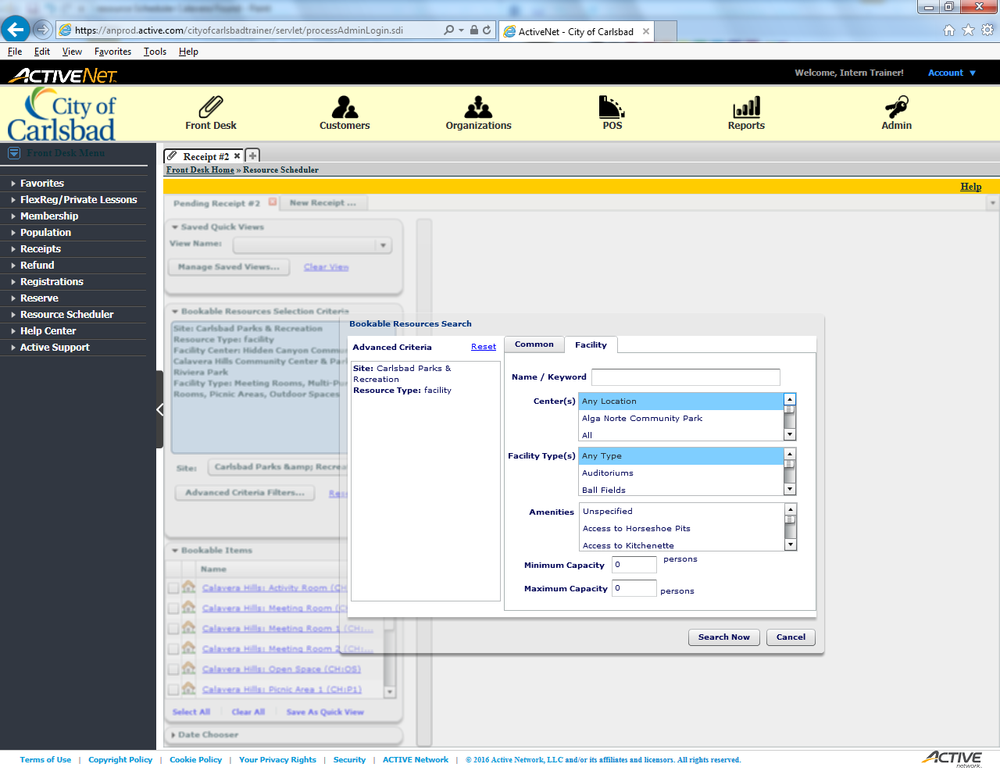 https://anprod.active.com/cityofcarlsbadtrainer/servlet/processAdminLogin.sdi
ActiveNet - City of Carlsbad
File Edit View Favorites Tools Help
ACTIVENET
Welcome, Intern Trainer! Account
City of
Carlsbad
Front Desk
Customers
Organizations
POS
Reports
Admin
Front Desk Menu
Favorites
FlexReg/Private Lessons
Membership
Population
Receipts
Refund
Registrations
Reserve
Resource Scheduler
Help Center
Active Support
Receipt #2
Front Desk Home » Resource Scheduler
Help
Pending Receipt #2
New Receipt ...
Saved Quick Views
View Name:
Manage Saved Views...
Clear View
Bookable Resources Selection Criteria
Site: Carlsbad Parks & Recreation
Resource Type: facility
Facility Center: Hidden Canyon
Calavera Hills Community Center &
Riviera Park
Facility Type: Meeting Rooms,
Rooms, Picnic Areas, Outdoor Spaces
Site: Carlsbad Parks &amp;
Advanced Criteria Filters...
Bookable Items
Name
Calavera Hills: Activity Room
Calavera Hills: Meeting Room
Calavera Hills: Meeting Room 1 (CH:...
Calavera Hills: Meeting Room 2 (CH:...
Calavera Hills: Open Space (CH:OS)
Calavera Hills: Picnic Area 1 (CH:P1)
Select All
Clear All
Save As Quick View
Date Chooser
Bookable Resources Search
Advanced Criteria
Reset
Site: Carlsbad Parks &
Recreation
Resource Type: facility
Common
Facility
Name / Keyword
Center(s)
Any Location
Alga Norte Community Park
All
Facility Type(s)
Any Type
Auditoriums
Ball Fields
Amenities
Unspecified
Access to Horseshoe Pits
Access to Kitchenette
Minimum Capacity 0 persons
Maximum Capacity 0 persons
Search Now
Cancel
Terms of Use | Copyright Policy | Cookie Policy | Your Privacy Rights | Security | ACTIVE Network | © 2016 Active Network, LLC and/or its affiliates and licensors. All rights reserved.
ACTIVE
network